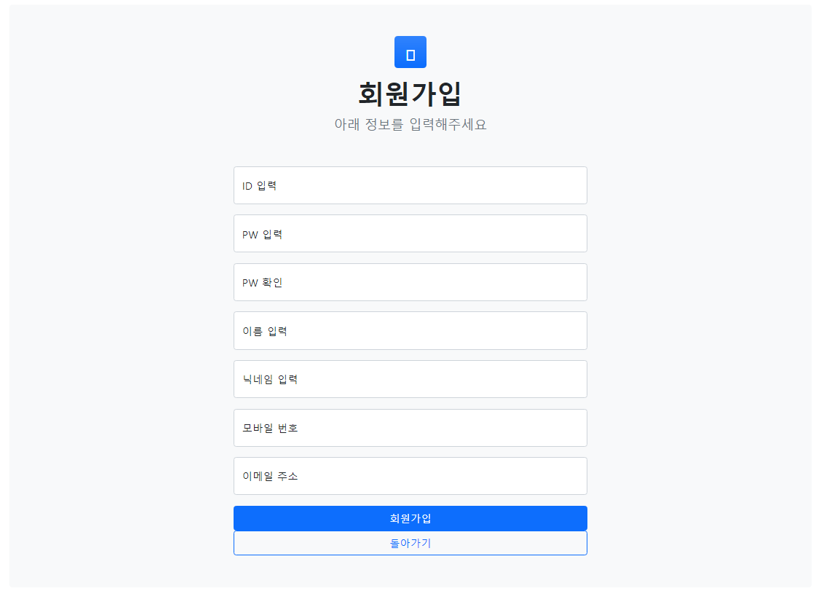 회원가입
아래 정보를 입력해주세요
ID 입력
PW 입력
PW 확인
이름 입력
닉네임 입력
모바일 번호
이메일 주소
회원가입
돌아가기